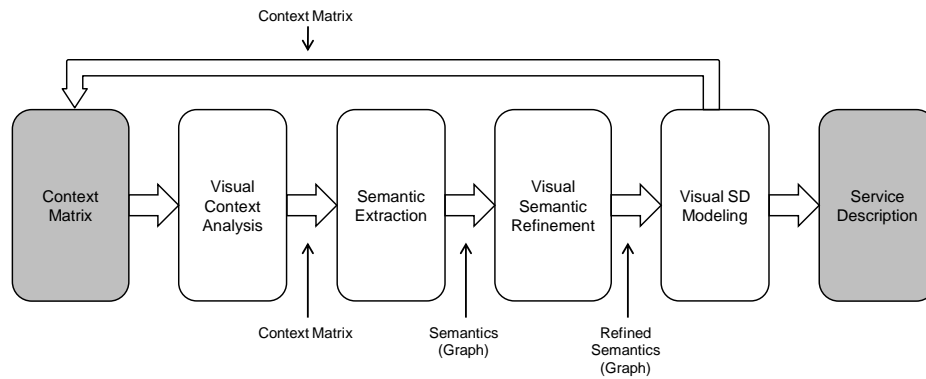 Context Matrix
Context
Matrix
Visual
Context
Analysis
Semantic
Extraction
Visual
Semantic
Refinement
Visual SD
Modeling
Service
Description
Context Matrix
Semantics
(Graph)
Refined
Semantics
(Graph)